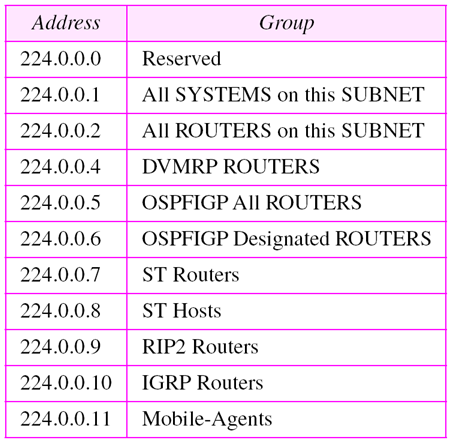 Address Group
224.0.0.0 Reserved
224.0.0.1 All SYSTEMS on this SUBNET
224.0.0.2 All ROUTERS on this SUBNET
224.0.0.4 DVMRP ROUTERS
224.0.0.5 OSPFIGP All ROUTERS
224.0.0.6 OSPFIGP Designated ROUTERS
224.0.0.7 ST Routers
224.0.0.8 ST Hosts
224.0.0.9 RIP2 Routers
224.0.0.10 IGRP Routers
224.0.0.11 Mobile-Agents